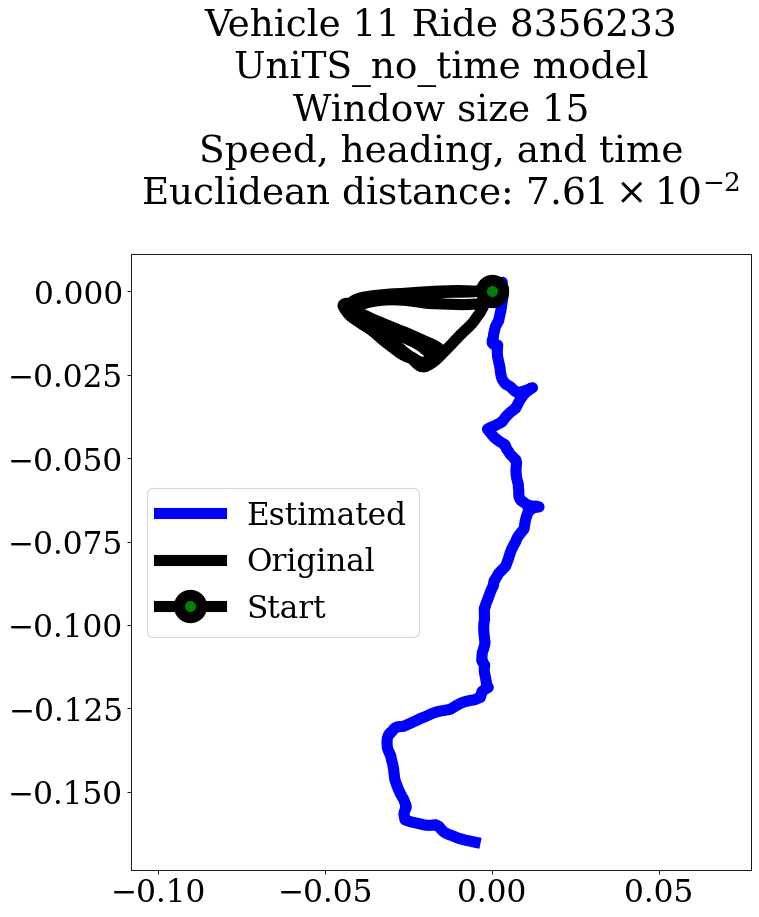 Vehicle 11 Ride 8356233
UniTS_no_time model
Window size 15
Speed, heading, and time
Euclidean distance: 7.61 × 10⁻²
0.000
−0.025
−0.050
−0.075
−0.100
−0.125
−0.150
Estimated
Original
Start
−0.10
−0.05
0.00
0.05